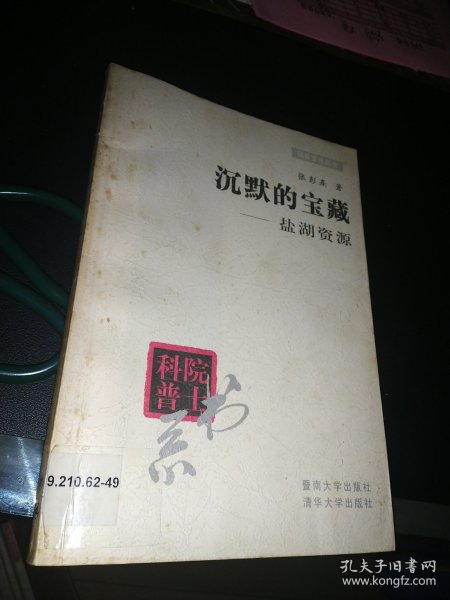 张彭熹 著
沉默的宝藏
——盐湖资源
院士
科普
书系
暨南大学出版社
清华大学出版社
9.210.62-49
孔夫子旧书网
www.kongfz.com